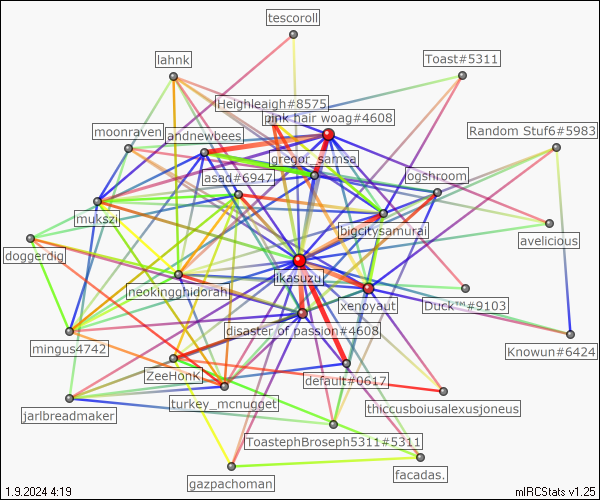 tescoroll
lahnk
Toast#5311
Heighleaigh#8575
pink hair woag#4608
moonraven
andnewbees
Random Stuf6#5983
gregor_samsa
asad#6947
ogshroom
mukszi
bigcitysamurai
avelicious
doggerdig
ikasuzu
neokingghidorah
xenoyaut
Duck™#9103
disaster of passion#4608
mingus4742
Knowun#6424
ZeeHonK
default#0617
turkey_mcnugget
thiccusboiusalexusjoneus
jarlbreadmaker
ToastephBroseph5311#5311
facadas.
gazpachoman
1.9.2024 4:19
mIRCStats v1.25